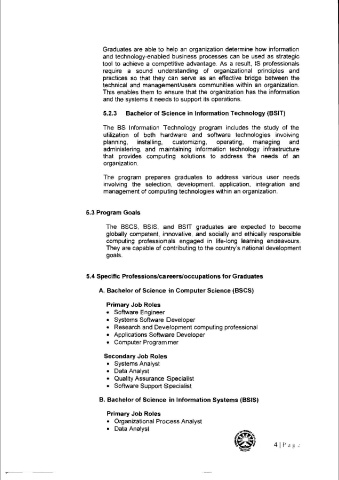 Graduates are able to help an organization determine how information
and technology-enabled business processes can be used as strategic
tool to achieve a competitive advantage. As a result, IS professionals
require a sound understanding of organizational principles and
practices so that they can serve as an effective bridge between the
technical and management/users communities within an organization.
This enables them to ensure that the organization has the information
and the systems it needs to support its operations.
5.2.3 Bachelor of Science in Information Technology (BSIT)
The BS Information Technology program includes the study of the
utilization of both hardware and software technologies involving
planning, installing, customizing, operating, managing and
administering, and maintaining information technology infrastructure
that provides computing solutions to address the needs of an
organization.
The program prepares graduates to address various user needs
involving the selection, development, application, integration and
management of computing technologies within an organization.
5.3 Program Goals
The BSCS, BSIS, and BSIT graduates are expected to become
globally competent, innovative, and socially and ethically responsible
computing professionals engaged in life-long learning endeavours.
They are capable of contributing to the country's national development
goals.
5.4 Specific Professions/careers/occupations for Graduates
A. Bachelor of Science in Computer Science (BSCS)
Primary Job Roles
• Software Engineer
• Systems Software Developer
• Research and Development computing professional
• Applications Software Developer
• Computer Programmer
Secondary Job Roles
• Systems Analyst
• Data Analyst
• Quality Assurance Specialist
• Software Support Specialist
B. Bachelor of Science in Information Systems (BSIS)
Primary Job Roles
• Organizational Process Analyst
• Data Analyst
4 | P a g e